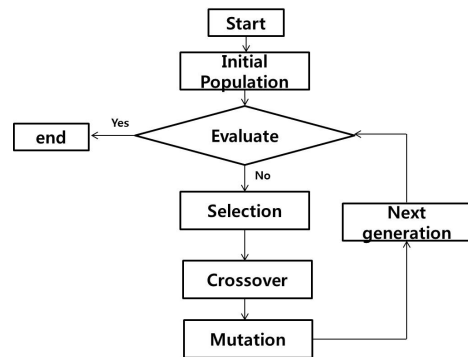 Start
Initial
Population
Evaluate
Yes
end
No
Selection
Next
generation
Crossover
Mutation